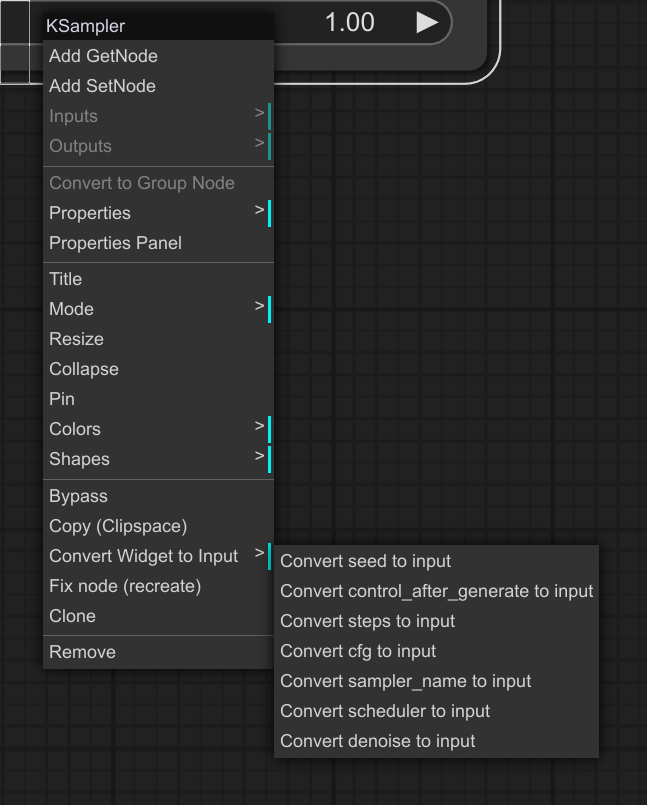 1.00
KSampler
Add GetNode
Add SetNode
Inputs >
Outputs >
Convert to Group Node
Properties >
Properties Panel
Title
Mode >
Resize
Collapse
Pin
Colors >
Shapes >
Bypass
Copy (Clipspace)
Convert Widget to Input >
Fix node (recreate)
Clone
Remove
Convert seed to input
Convert control_after_generate to input
Convert steps to input
Convert cfg to input
Convert sampler_name to input
Convert scheduler to input
Convert denoise to input